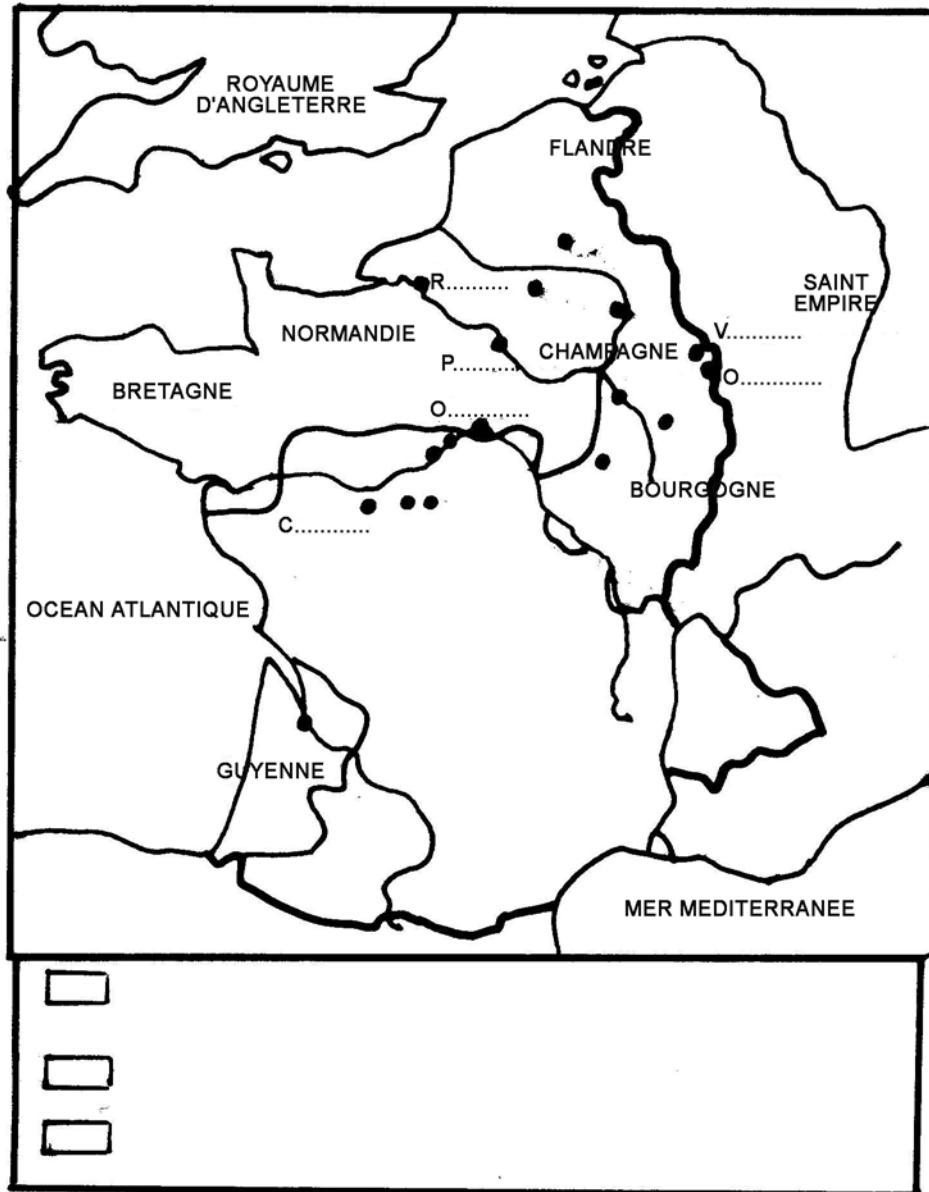 ROYAUME
D'ANGLETERRE
FLANDRE
SAINT
EMPIRE
R..........
NORMANDIE
V............
CHAMPAGNE
P..........
O.............
BRETAGNE
O.............
BOURGOGNE
C............
OCEAN ATLANTIQUE
GUYENNE
MER MEDITERRANEE